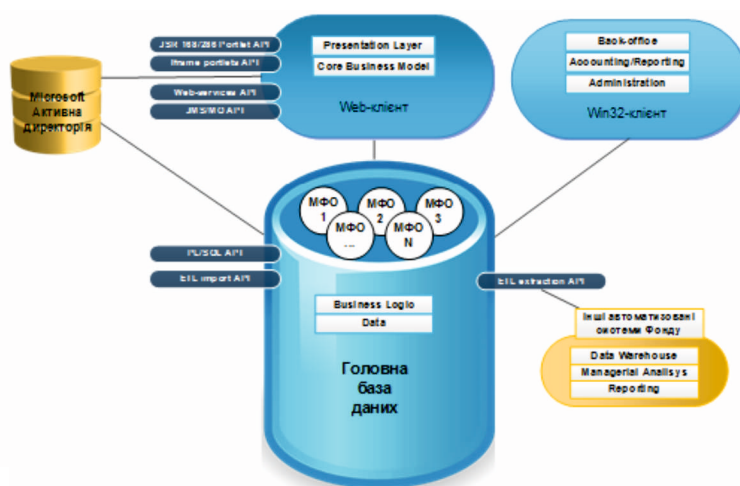 JSR 168/286 Portlet API
Iframe portlets API
Web-services API
JMS/MQ API
Presentation Layer
Core Business Model
Web-клієнт
Back-office
Accounting/Reporting
Administration
Win32-клієнт
Microsoft
Активна
директорія
МФО
1
МФО
2
МФО
3
МФО
...
МФО
N
PL/SQL API
ETL import API
ETL extraction API
Business Logic
Data
Головна
база
даних
Інші автоматизовані
системи Фонду
Data Warehouse
Managerial Analisys
Reporting